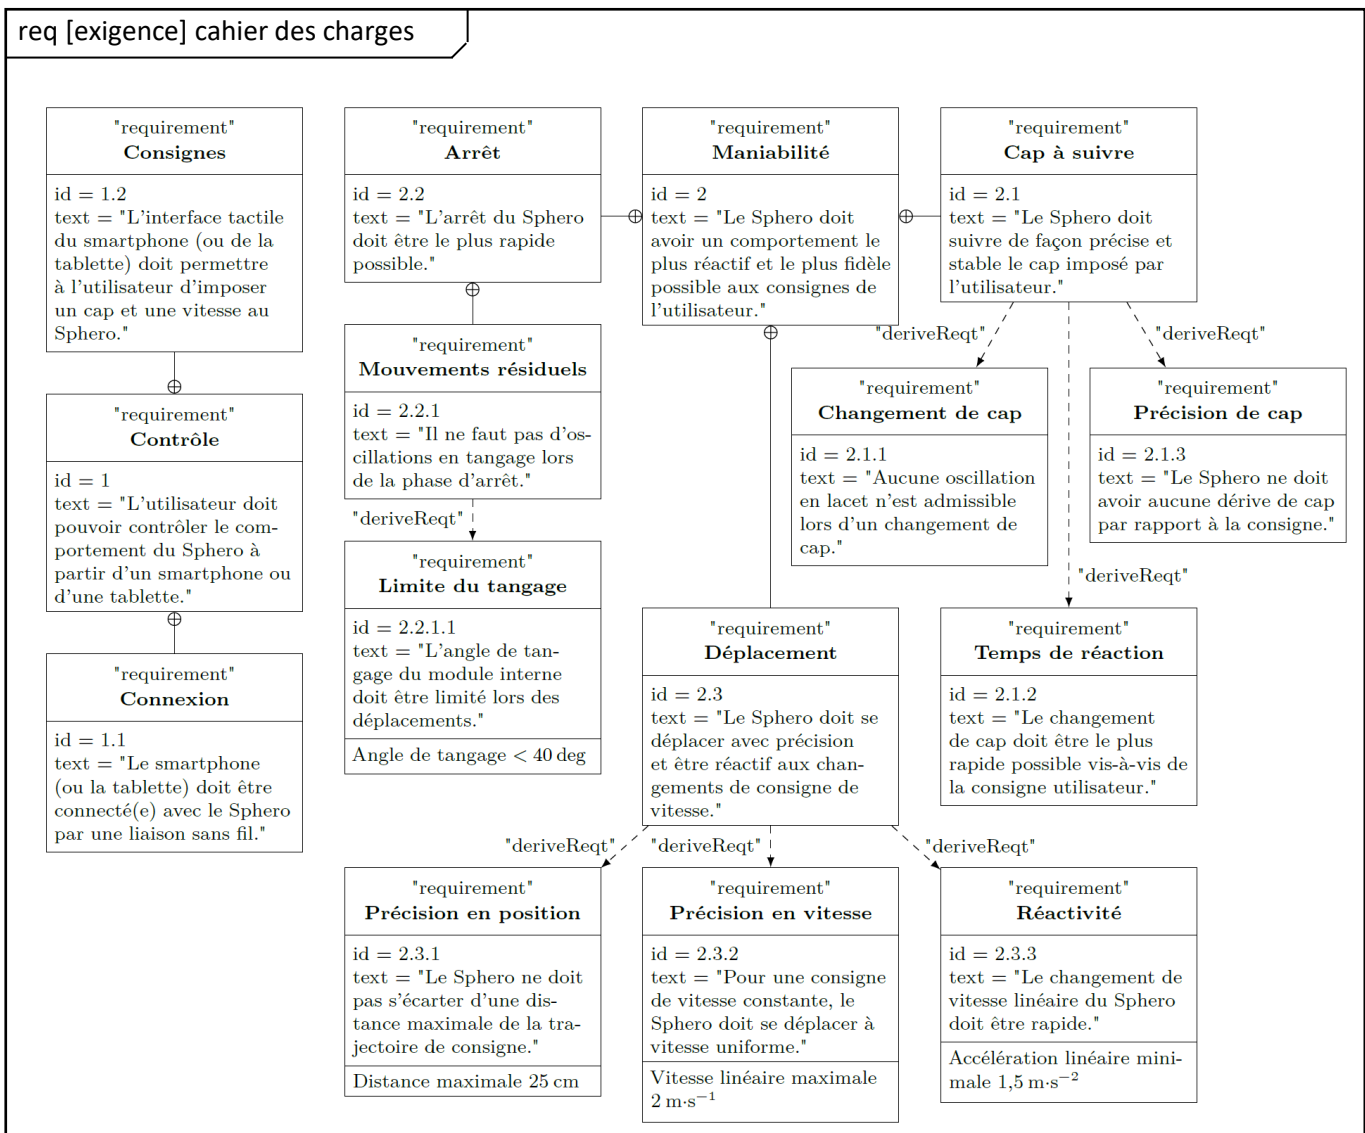 req [exigence] cahier des charges
"requirement"
Consignes
id = 1.2
text = "L'interface tactile
du smartphone (ou de la
tablette) doit permettre
à l'utilisateur d'imposer
un cap et une vitesse au
Sphero."
"requirement"
Contrôle
id = 1
text = "L'utilisateur doit
pouvoir contrôler le com-
portement du Sphero à
partir d'un smartphone ou
d'une tablette."
"requirement"
Connexion
id = 1.1
text = "Le smartphone
(ou la tablette) doit être
connecté(e) avec le Sphero
par une liaison sans fil."
"requirement"
Arrêt
id = 2.2
text = "L'arrêt du Sphero
doit être le plus rapide
possible."
"requirement"
Mouvements résiduels
id = 2.2.1
text = "Il ne faut pas d'os-
cillations en tangage lors
de la phase d'arrêt."
"deriveReqt"
"requirement"
Limite du tangage
id = 2.2.1.1
text = "L'angle de tan-
gage du module interne
doit être limité lors des
déplacements."
Angle de tangage < 40 deg
"requirement"
Maniabilité
id = 2
text = "Le Sphero doit
avoir un comportement le
plus réactif et le plus fidèle
possible aux consignes de
l'utilisateur."
"requirement"
Cap à suivre
id = 2.1
text = "Le Sphero doit
suivre de façon précise et
stable le cap imposé par
l'utilisateur."
"deriveReqt"
"deriveReqt"
"requirement"
Changement de cap
id = 2.1.1
text = "Aucune oscillation
en lacet n'est admissible
lors d'un changement de
cap."
"requirement"
Précision de cap
id = 2.1.3
text = "Le Sphero ne doit
avoir aucune dérive de cap
par rapport à la consigne."
"deriveReqt"
"requirement"
Déplacement
id = 2.3
text = "Le Sphero doit se
déplacer avec précision
et être réactif aux chan-
gements de consigne de
vitesse."
"requirement"
Temps de réaction
id = 2.1.2
text = "Le changement
de cap doit être le plus
rapide possible vis-à-vis de
la consigne utilisateur."
"deriveReqt"
"deriveReqt"
"deriveReqt"
"requirement"
Précision en position
id = 2.3.1
text = "Le Sphero ne doit
pas s'écarter d'une dis-
tance maximale de la tra-
jectoire de consigne."
Distance maximale 25 cm
"requirement"
Précision en vitesse
id = 2.3.2
text = "Pour une consigne
de vitesse constante, le
Sphero doit se déplacer à
vitesse uniforme."
Vitesse linéaire maximale
2 m·s⁻¹
"requirement"
Réactivité
id = 2.3.3
text = "Le changement de
vitesse linéaire du Sphero
doit être rapide."
Accélération linéaire mini-
male 1,5 m·s⁻²